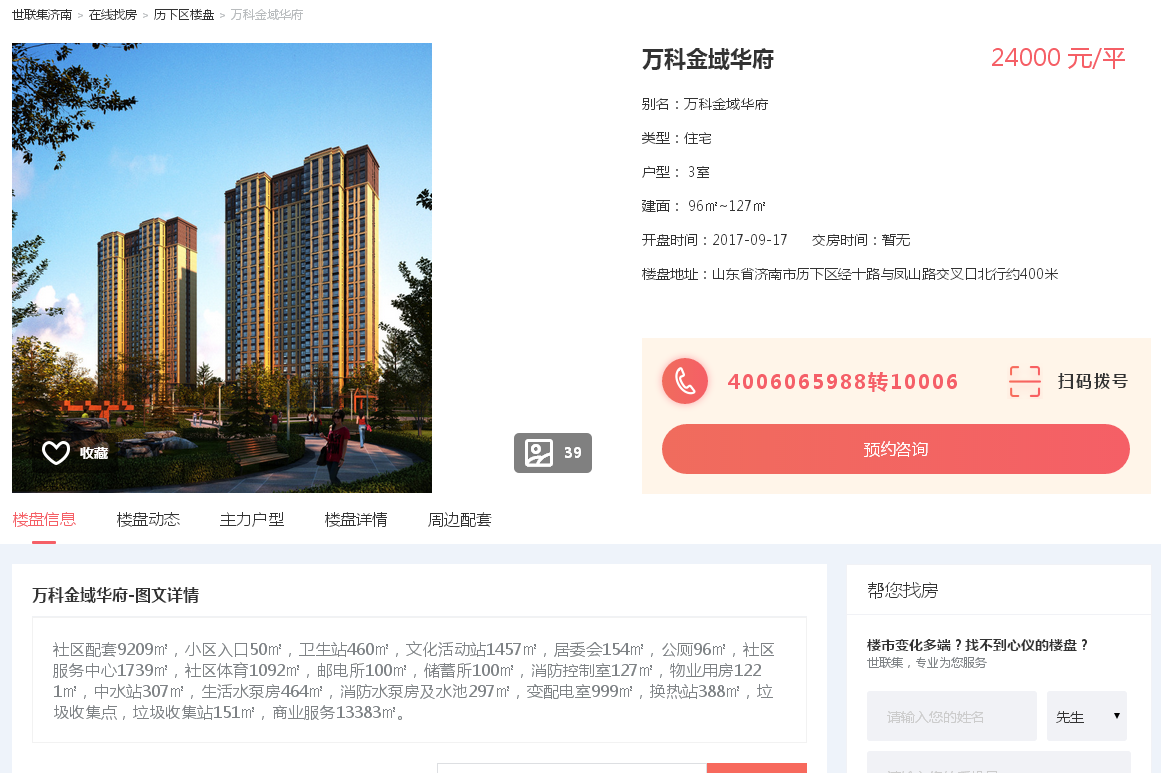 世联集济南 > 在线找房 > 历下区楼盘 > 万科金域华府
万科金域华府
24000 元/平
别名：万科金域华府
类型：住宅
户型： 3室
建面： 96㎡~127㎡
开盘时间：2017-09-17 交房时间：暂无
楼盘地址：山东省济南市历下区经十路与凤山路交叉口北行约400米
4006065988转10006
扫码拨号
预约咨询
收藏
39
楼盘信息 楼盘动态 主力户型 楼盘详情 周边配套
万科金域华府-图文详情
社区配套9209㎡，小区入口50㎡，卫生站460㎡，文化活动站1457㎡，居委会154㎡，公厕96㎡，社区
服务中心1739㎡，社区体育1092㎡，邮电所100㎡，储蓄所100㎡，消防控制室127㎡，物业用房122
1㎡，中水站307㎡，生活水泵房464㎡，消防水泵房及水池297㎡，变配电室999㎡，换热站388㎡，垃
圾收集点，垃圾收集站151㎡，商业服务13383㎡。
帮您找房
楼市变化多端？找不到心仪的楼盘？
世联集，专业为您服务
请输入您的姓名
先生